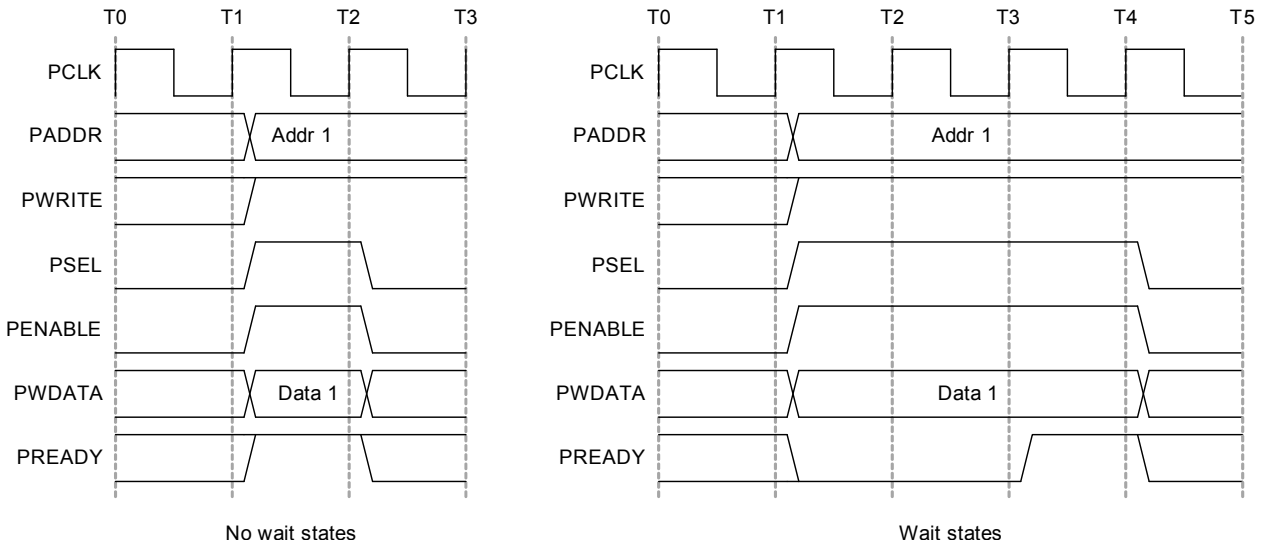 T0 T1 T2 T3
PCLK
PADDR Addr 1
PWRITE
PSEL
PENABLE
PWDATA Data 1
PREADY
No wait states
T0 T1 T2 T3 T4 T5
PCLK
PADDR Addr 1
PWRITE
PSEL
PENABLE
PWDATA Data 1
PREADY
Wait states